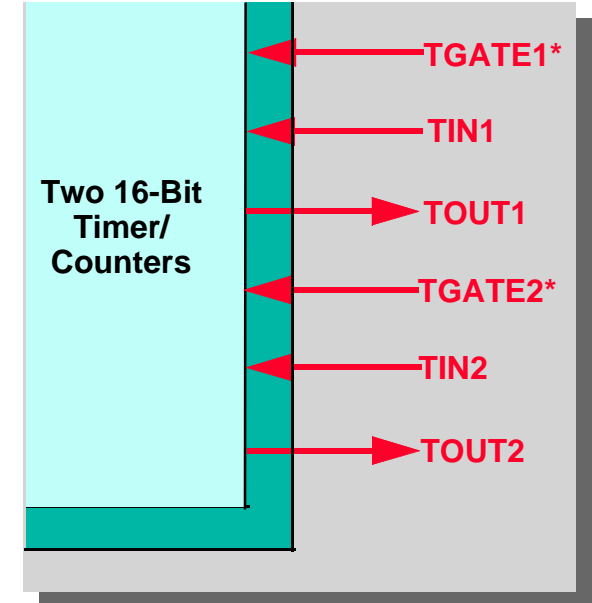 TGATE1*
TIN1
Two 16-Bit
Timer/
Counters
TOUT1
TGATE2*
TIN2
TOUT2